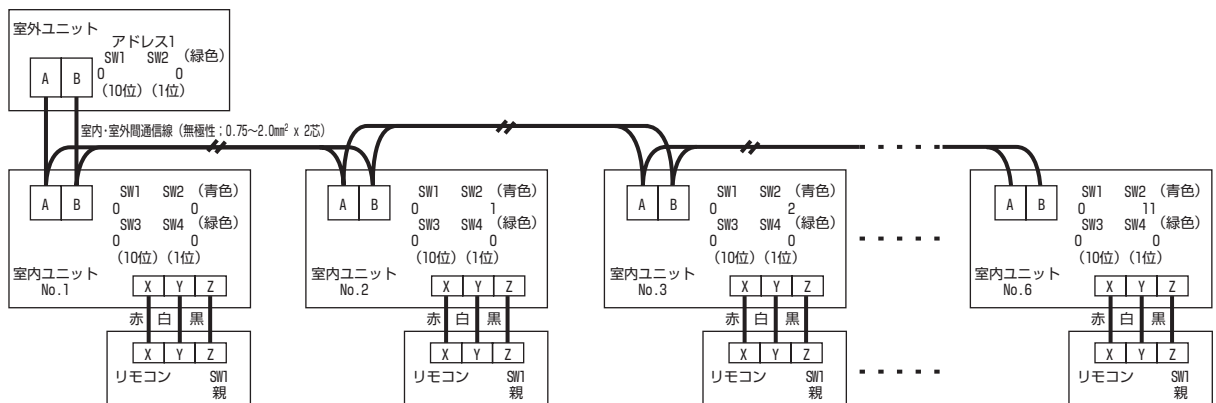 室外ユニット
アドレス1
SW1 SW2 (緑色)
0 0
(10位) (1位)
A B
室内・室外間通信線 (無極性;0.75~2.0mm² x 2芯)
A B
SW1 SW2 (青色)
0 0
SW3 SW4 (緑色)
0 0
(10位) (1位)
室内ユニット
No.1
X Y Z
赤 白 黒
X Y Z
リモコン SW1
親
A B
SW1 SW2 (青色)
0 1
SW3 SW4 (緑色)
0 0
(10位) (1位)
室内ユニット
No.2
X Y Z
赤 白 黒
X Y Z
リモコン SW1
親
A B
SW1 SW2 (青色)
0 2
SW3 SW4 (緑色)
0 0
(10位) (1位)
室内ユニット
No.3
X Y Z
赤 白 黒
X Y Z
リモコン SW1
親
A B
SW1 SW2 (青色)
0 11
SW3 SW4 (緑色)
0 0
(10位) (1位)
室内ユニット
No.6
X Y Z
赤 白 黒
X Y Z
リモコン SW1
親